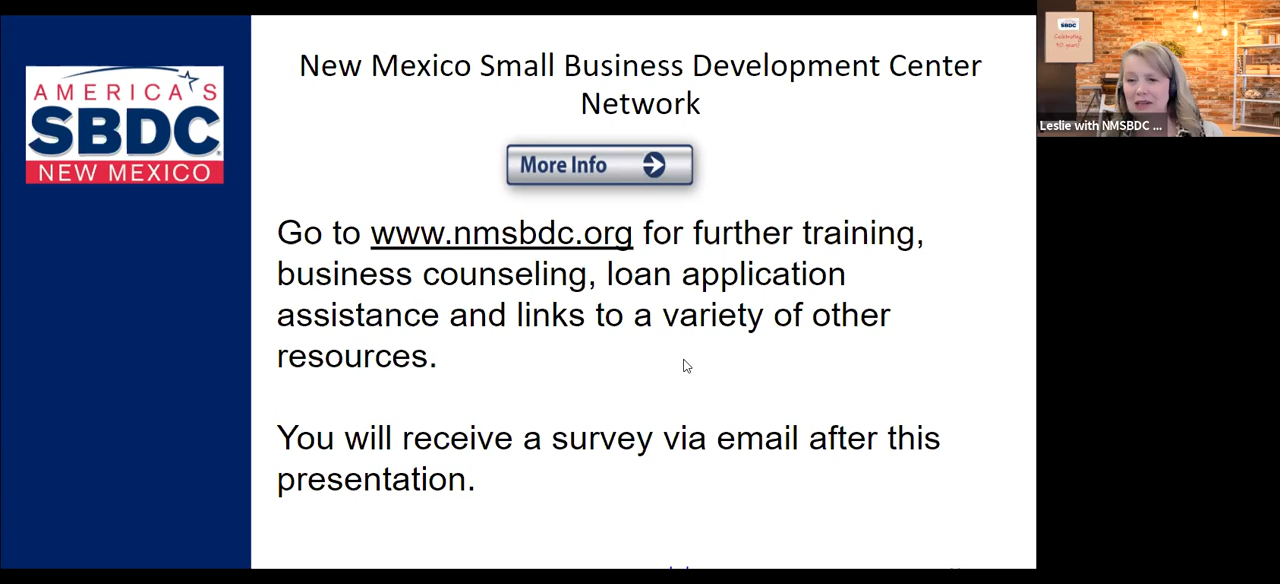 AMERICA'S
SBDC
NEW MEXICO
New Mexico Small Business Development Center
Network
More Info
Go to www.nmsbdc.org for further training,
business counseling, loan application
assistance and links to a variety of other
resources.
You will receive a survey via email after this
presentation.
SBDC
Celebrating
Leslie with NMSBDC ...